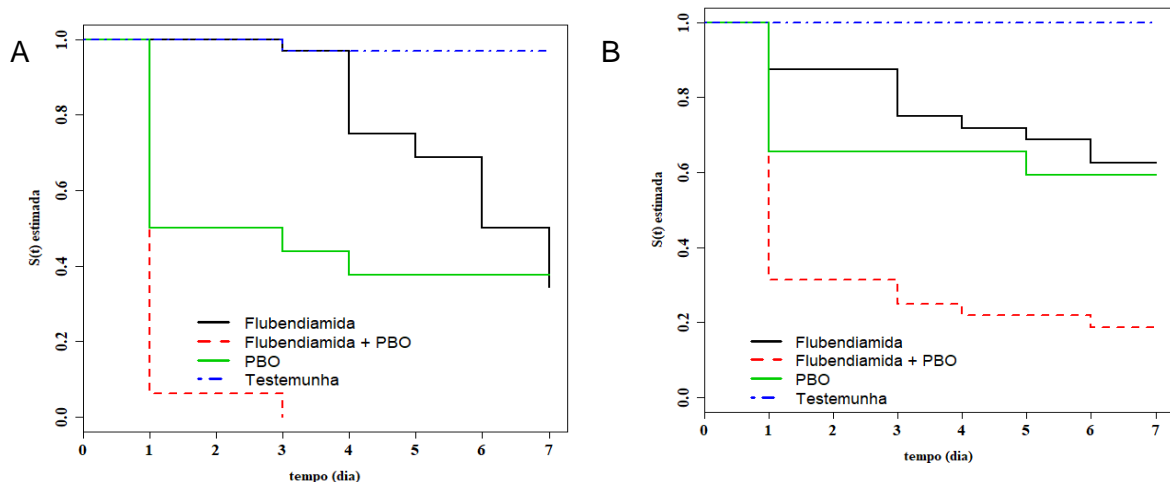 A
S(t) estimada
1.0
0.8
0.6
0.4
0.2
0.0
Flubendiamida
Flubendiamida + PBO
PBO
Testemunha
0 1 2 3 4 5 6 7
tempo (dia)
B
S(t) estimada
1.0
0.8
0.6
0.4
0.2
0.0
Flubendiamida
Flubendiamida + PBO
PBO
Testemunha
0 1 2 3 4 5 6 7
tempo (dia)